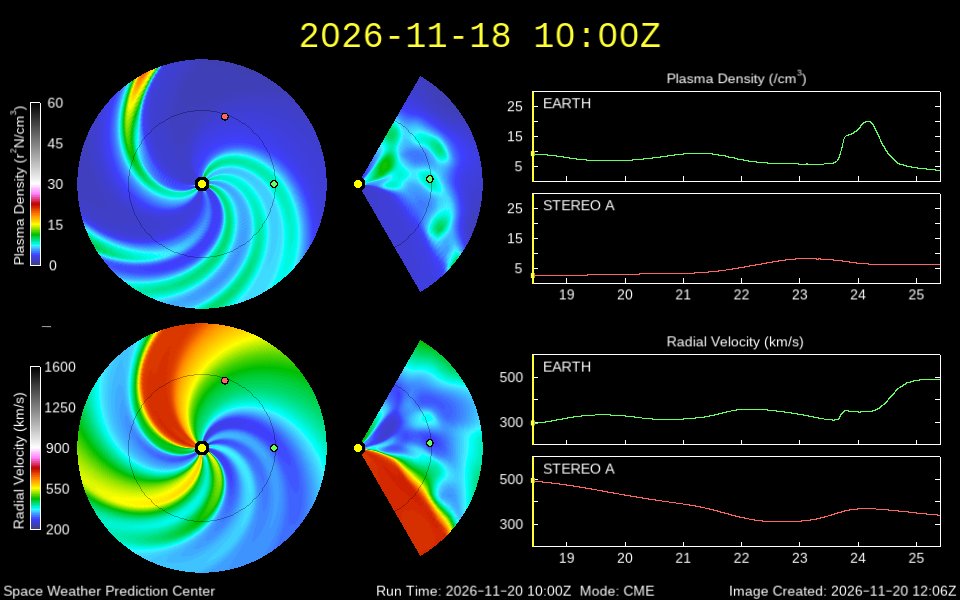 2026-11-18 10:00Z
Plasma Density (r²N/cm³)
60
45
30
15
0
Plasma Density (/cm³)
EARTH
25
15
5
STEREO A
25
15
5
19 20 21 22 23 24 25
Radial Velocity (km/s)
1600
1250
900
550
200
Radial Velocity (km/s)
EARTH
500
300
STEREO A
500
300
19 20 21 22 23 24 25
Space Weather Prediction Center
Run Time: 2026-11-20 10:00Z Mode: CME
Image Created: 2026-11-20 12:06Z